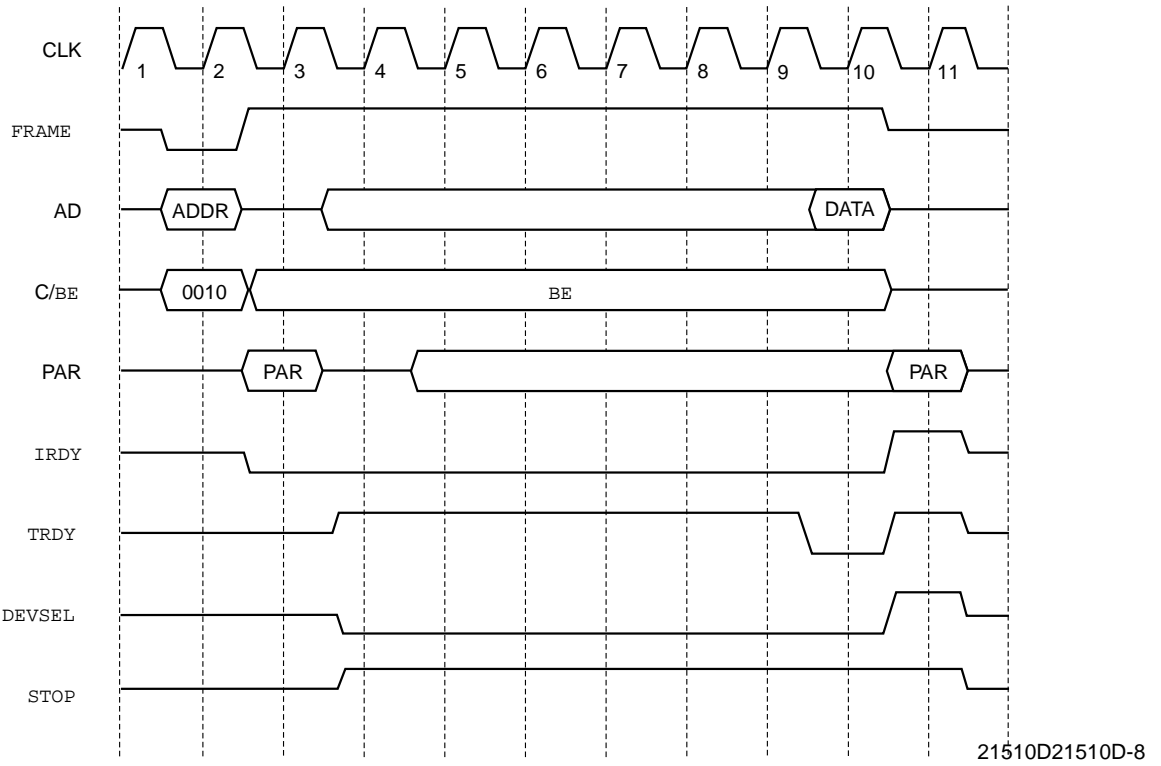 CLK
1 2 3 4 5 6 7 8 9 10 11
FRAME
AD ADDR DATA
C/BE 0010 BE
PAR PAR PAR
IRDY
TRDY
DEVSEL
STOP
21510D21510D-8